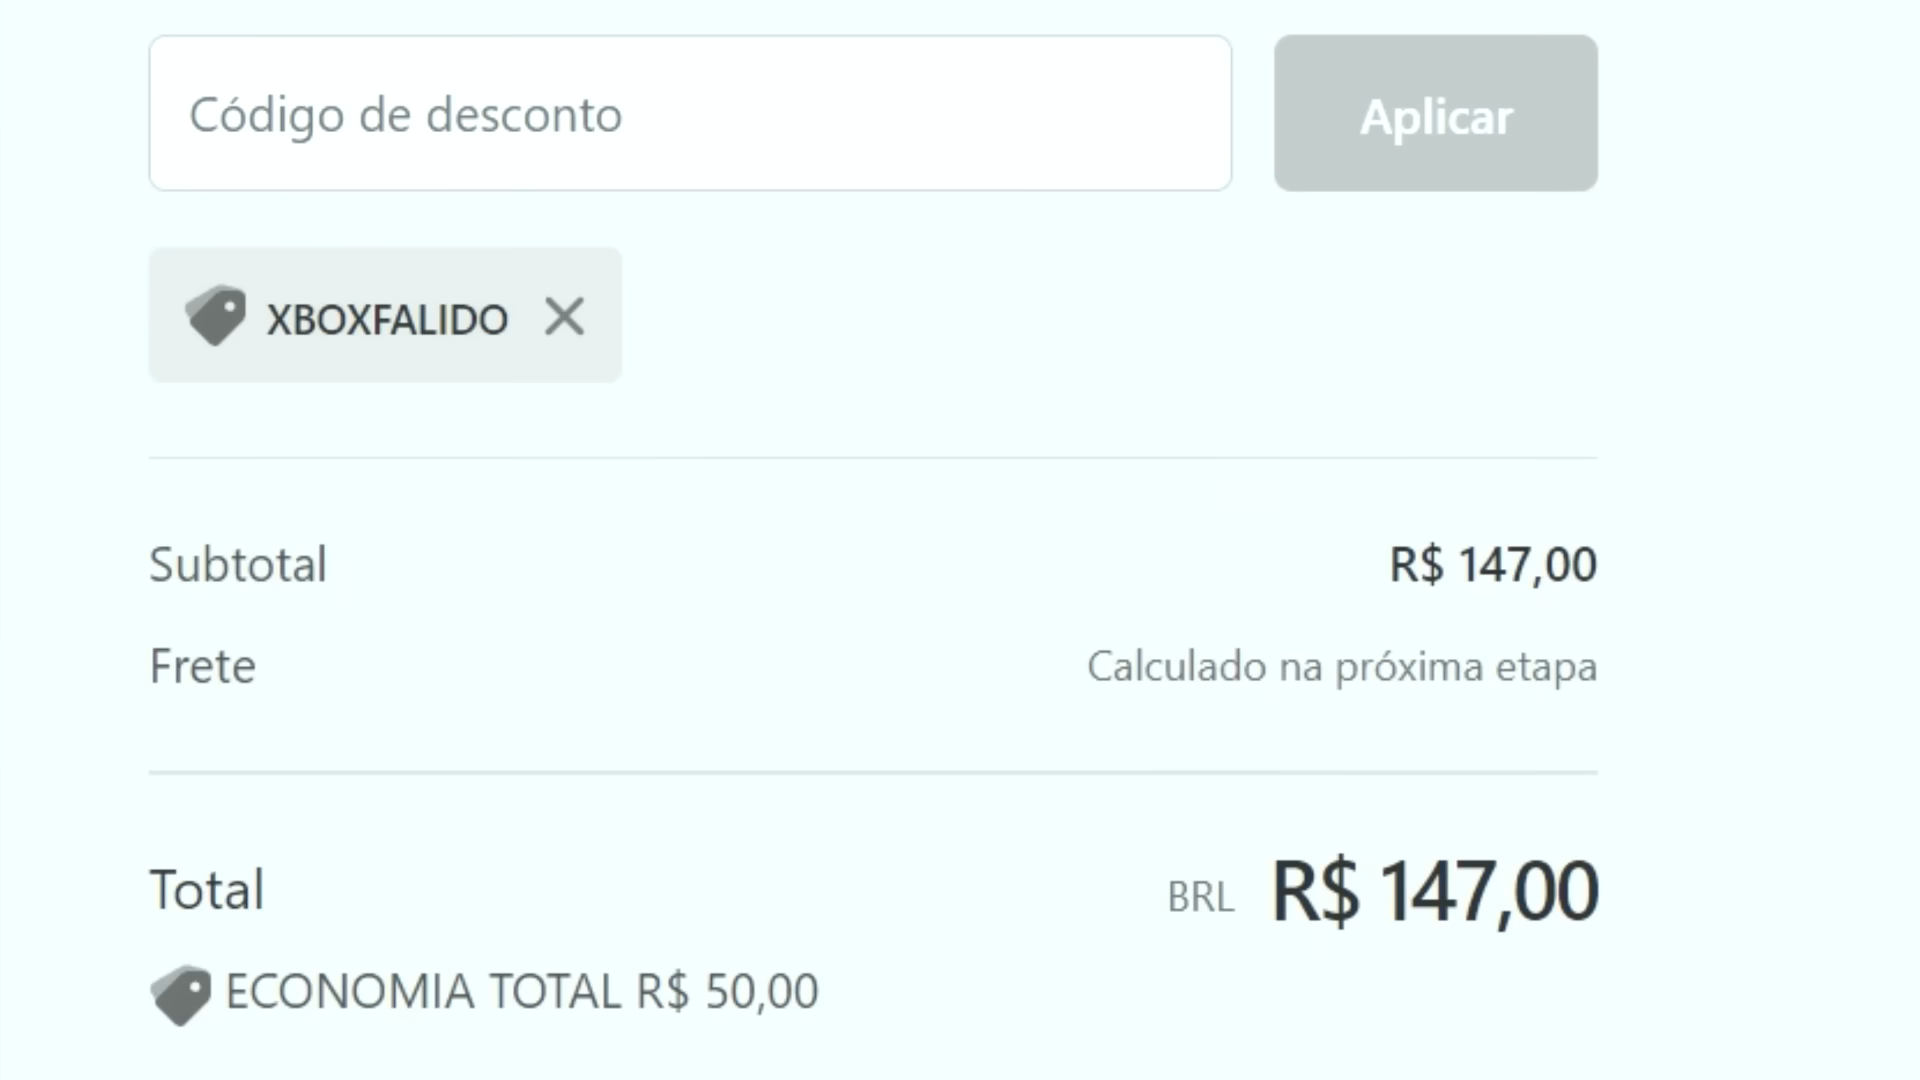 Código de desconto
Aplicar
XBOXFALIDO
Subtotal R$ 147,00
Frete Calculado na próxima etapa
Total BRL R$ 147,00
ECONOMIA TOTAL R$ 50,00